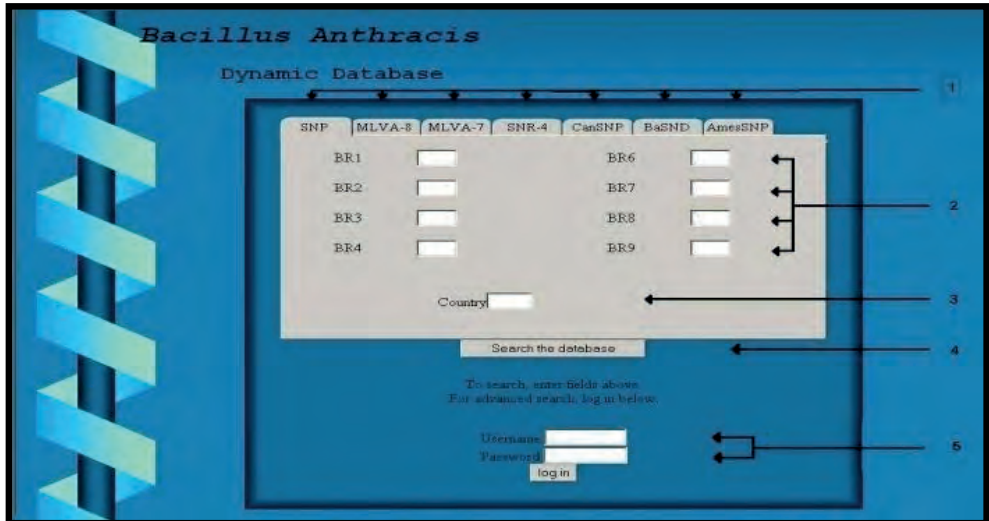 Bacillus Anthracis
Dynamic Database
1
SNP MLVA-8 MLVA-7 SNR-4 CanSNP BaSND AmesSNP
BR1 BR6
BR2 BR7
2
BR3 BR8
BR4 BR9
Country 3
Search the database 4
To search, enter fields above.
For advanced search, log in below.
Username
5
Password
log in